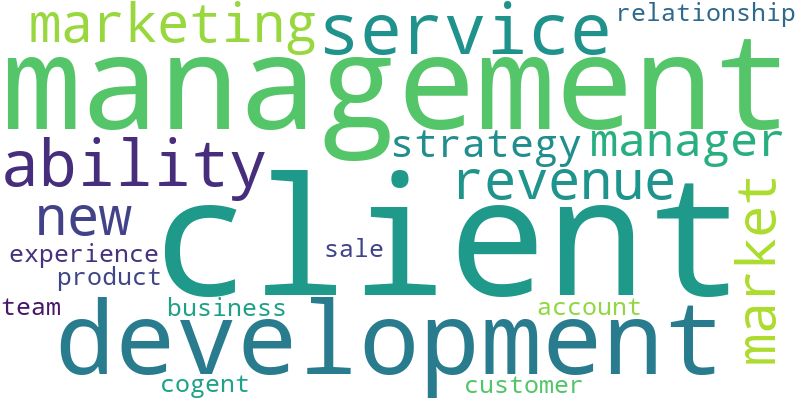 marketing
service
relationship
management
ability
strategy
manager
new
revenue
client
market
experience
sale
product
team
business
account
development
cogent
customer